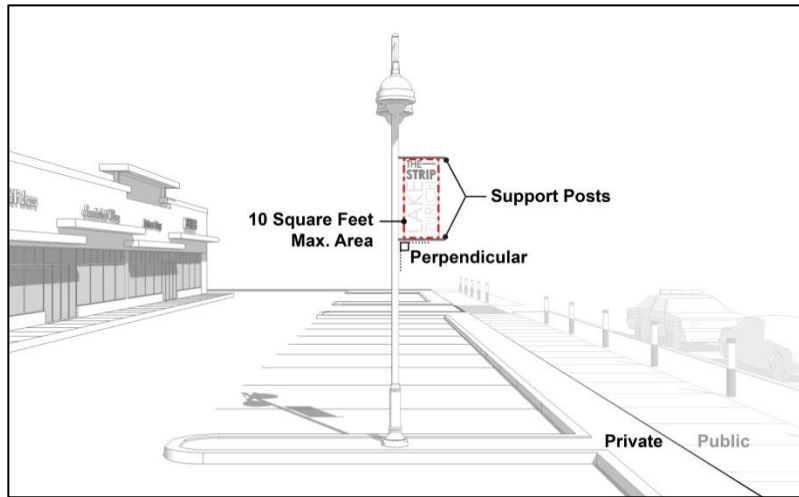 THE
STRIP
LAKE
ZURICH
Support Posts
10 Square Feet
Max. Area
Perpendicular
Private
Public